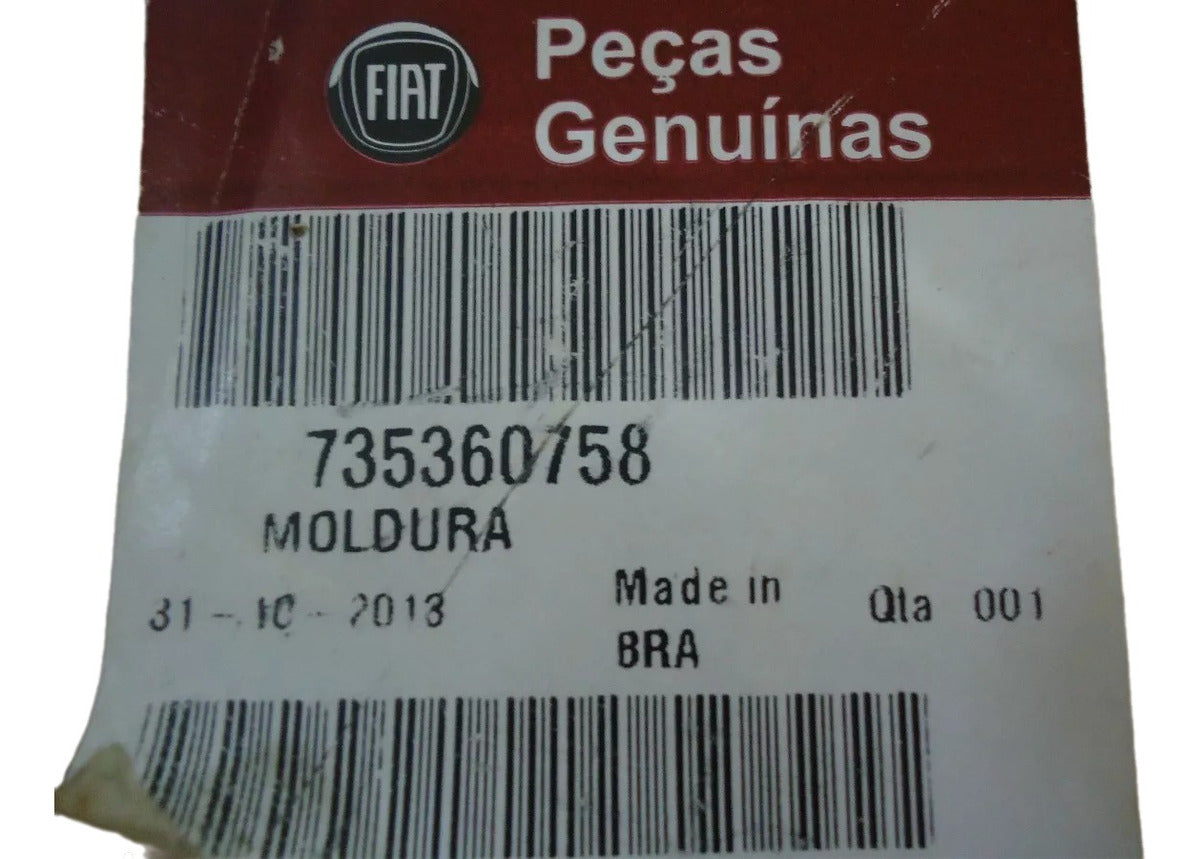 FIAT
Peças
Genuínas
735360758
MOLDURA
31-10-2013
Made in
BRA
Qta 001